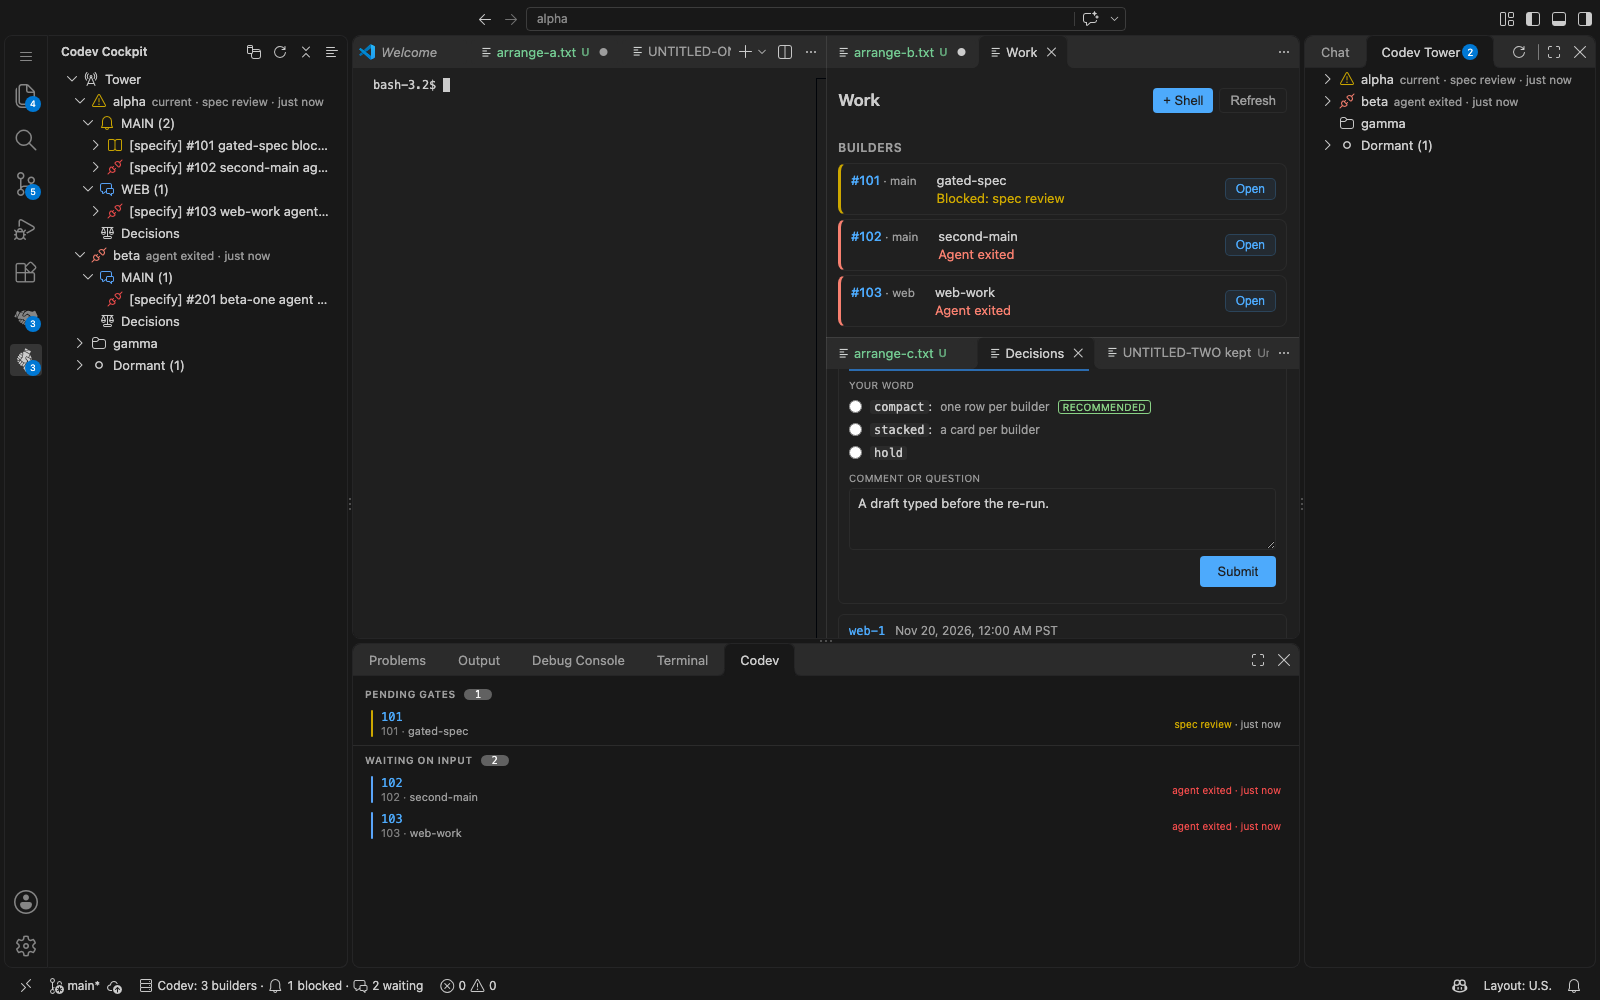 alpha
Codev Cockpit
Tower
alpha current · spec review · just now
MAIN (2)
[specify] #101 gated-spec bloc...
[specify] #102 second-main ag...
WEB (1)
[specify] #103 web-work agent...
Decisions
beta agent exited · just now
MAIN (1)
[specify] #201 beta-one agent ...
Decisions
gamma
Dormant (1)
4
5
3
3
Welcome
arrange-a.txt U
UNTITLED-ON
bash-3.2$
arrange-b.txt U
Work
Work
+ Shell
Refresh
BUILDERS
#101 · main gated-spec
Blocked: spec review
Open
#102 · main second-main
Agent exited
Open
#103 · web web-work
Agent exited
Open
arrange-c.txt U
Decisions
UNTITLED-TWO kept Ur
YOUR WORD
compact: one row per builder RECOMMENDED
stacked: a card per builder
hold
COMMENT OR QUESTION
A draft typed before the re-run.
Submit
web-1 Nov 20, 2026, 12:00 AM PST
Problems
Output
Debug Console
Terminal
Codev
PENDING GATES 1
101
101 · gated-spec
spec review · just now
WAITING ON INPUT 2
102
102 · second-main
agent exited · just now
103
103 · web-work
agent exited · just now
Chat
Codev Tower 2
alpha current · spec review · just now
beta agent exited · just now
gamma
Dormant (1)
main*
Codev: 3 builders · 1 blocked · 2 waiting
0 0
Layout: U.S.